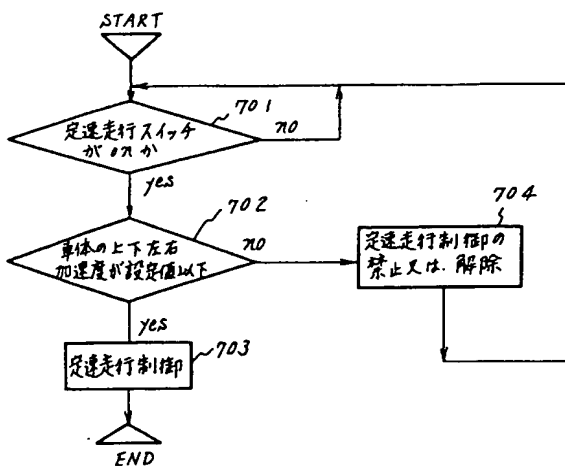 START
701
定速走行スイッチ
がonか
no
yes
702
車体の上下左右
加速度が設定値以下
no
704
定速走行制御の
禁止又は、解除
yes
定速走行制御
703
END